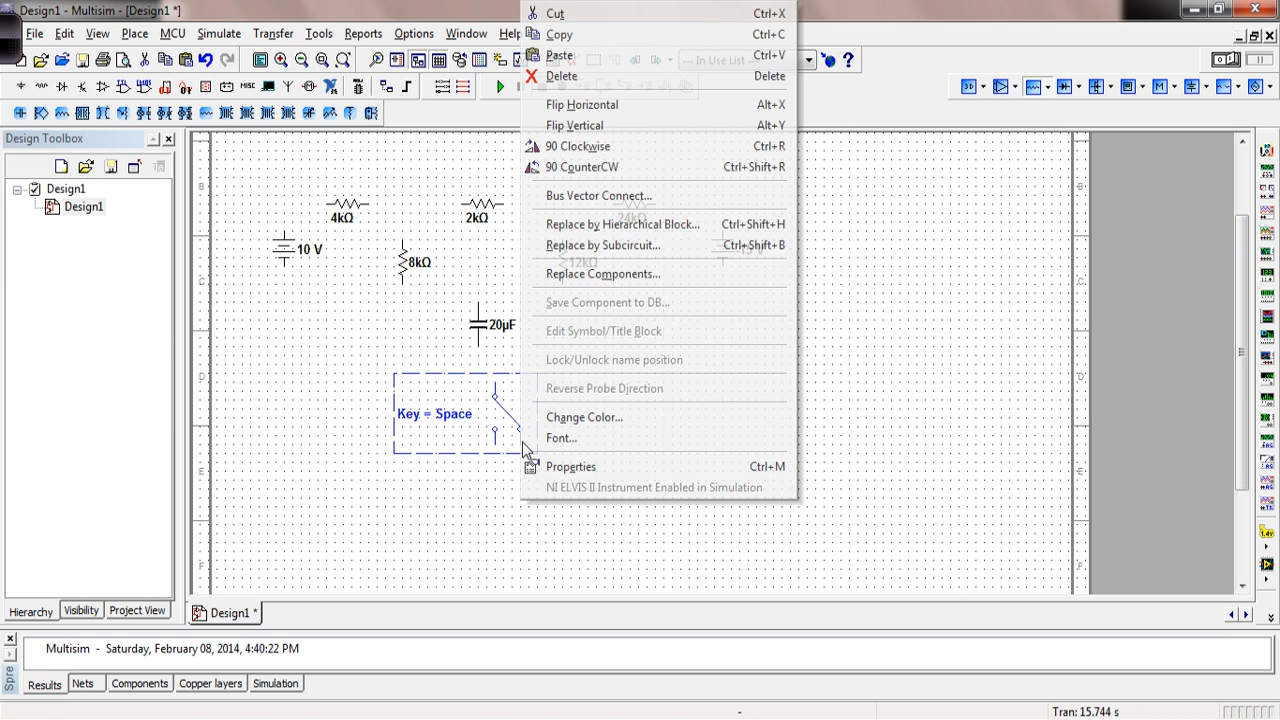 Design1 - Multisim - [Design1 *]
File Edit View Place MCU Simulate Transfer Tools Reports Options Window Help
--- In Use List ---
MISC
Design Toolbox
Design1
Design1
Cut Ctrl+X
Copy Ctrl+C
Paste Ctrl+V
Delete Delete
Flip Horizontal Alt+X
Flip Vertical Alt+Y
90 Clockwise Ctrl+R
90 CounterCW Ctrl+Shift+R
Bus Vector Connect...
Replace by Hierarchical Block... Ctrl+Shift+H
Replace by Subcircuit... Ctrl+Shift+B
Replace Components...
Save Component to DB...
Edit Symbol/Title Block
Lock/Unlock name position
Reverse Probe Direction
Change Color...
Font...
Properties Ctrl+M
NI ELVIS II Instrument Enabled in Simulation
B
C
D
E
F
4kΩ
2kΩ
24kΩ
10 V
8kΩ
12kΩ
20µF
Key = Space
B
C
D
E
F
Hierarchy Visibility Project View
Design1 *
Multisim - Saturday, February 08, 2014, 4:40:22 PM
Spre
Results Nets Components Copper layers Simulation
- Tran: 15.744 s